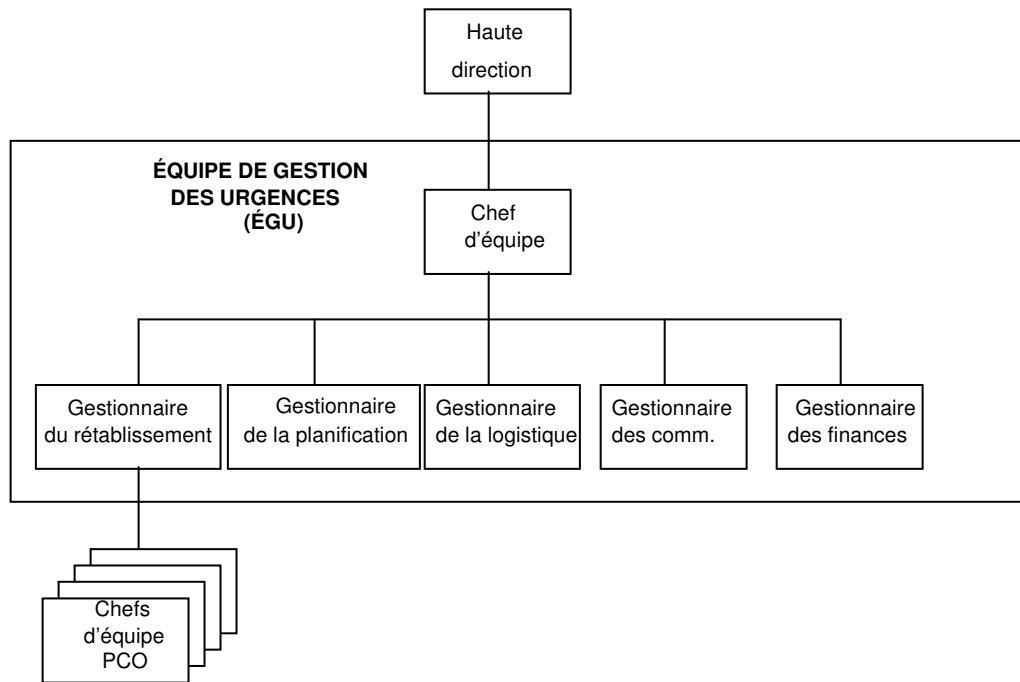 Haute
direction
ÉQUIPE DE GESTION
DES URGENCES
(ÉGU)
Chef
d'équipe
Gestionnaire
du rétablissement
Gestionnaire
de la planification
Gestionnaire
de la logistique
Gestionnaire
des comm.
Gestionnaire
des finances
Chefs
d'équipe
PCO